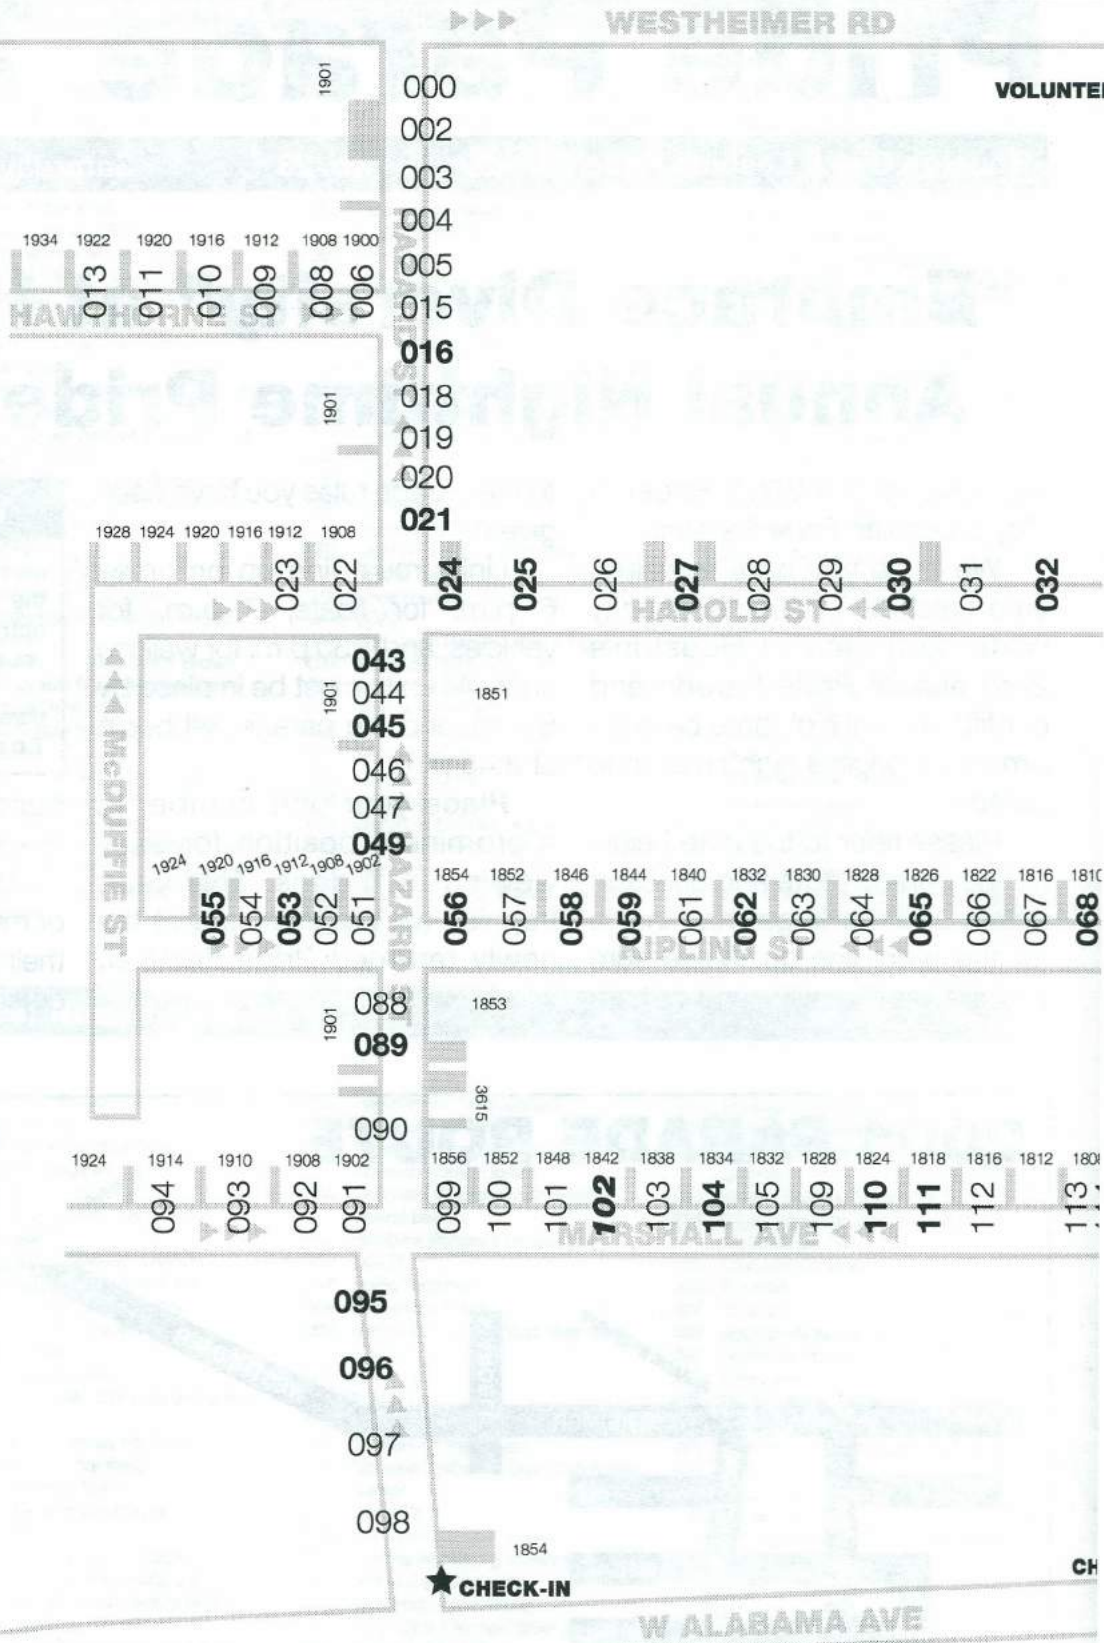 ▶▶▶ WESTHEIMER RD
VOLUNTE
1901
000
002
003
004
005
015
016
018
019
020
021
HAZARD ST
1934 1922 1920 1916 1912 1908 1900
013 011 010 009 008 006
HAWTHORNE ST ▶▶▶
1901
1928 1924 1920 1916 1912 1908
023 022
024 025 026 027 028 029 030 031 032
▶▶▶
HAROLD ST ◀◀◀
043
044
045
046
047
049
1901
1851
McDUFFIE ST
HAZARD ST
1924 1920 1916 1912 1908 1902
055 054 053 052 051
1854 1852 1846 1844 1840 1832 1830 1828 1826 1822 1816 1810
056 057 058 059 061 062 063 064 065 066 067 068
▶▶▶
KIPLING ST ◀◀◀
088
089
090
1901
1853
3615
1924 1914 1910 1908 1902
094 093 092 091
1856 1852 1848 1842 1838 1834 1832 1828 1824 1818 1816 1812 1808
099 100 101 102 103 104 105 109 110 111 112 113
▶▶▶
MARSHALL AVE ◀◀◀
095
096
097
098
1854
★ CHECK-IN
CH
W ALABAMA AVE